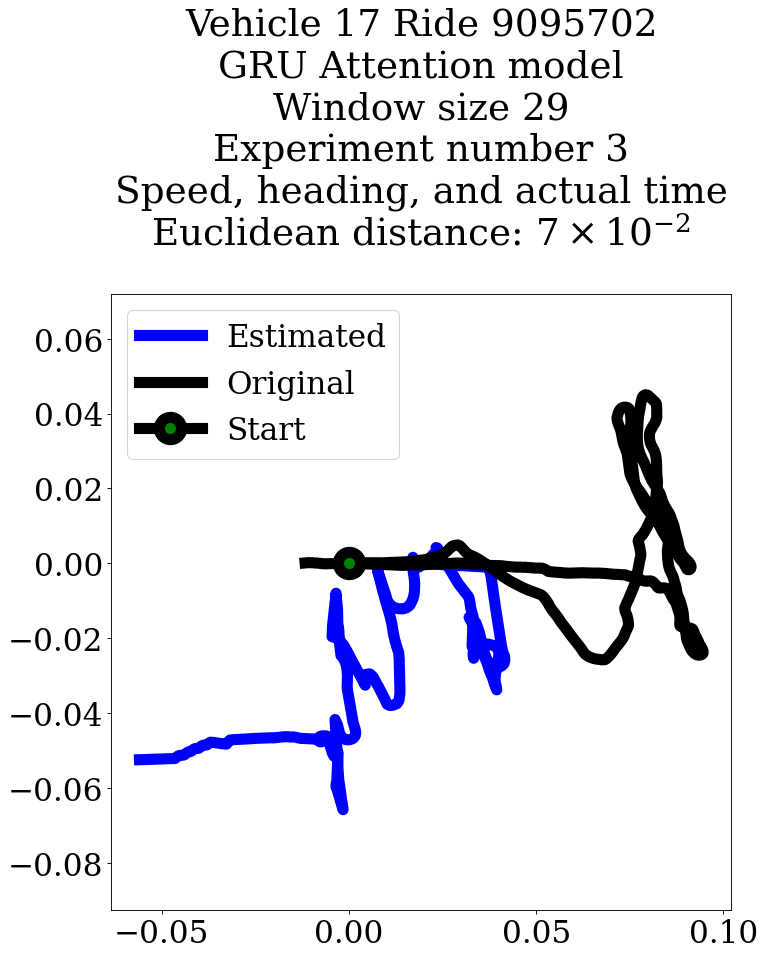 Vehicle 17 Ride 9095702
GRU Attention model
Window size 29
Experiment number 3
Speed, heading, and actual time
Euclidean distance: 7 × 10⁻²
Estimated
Original
Start
0.06
0.04
0.02
0.00
−0.02
−0.04
−0.06
−0.08
−0.05 0.00 0.05 0.10